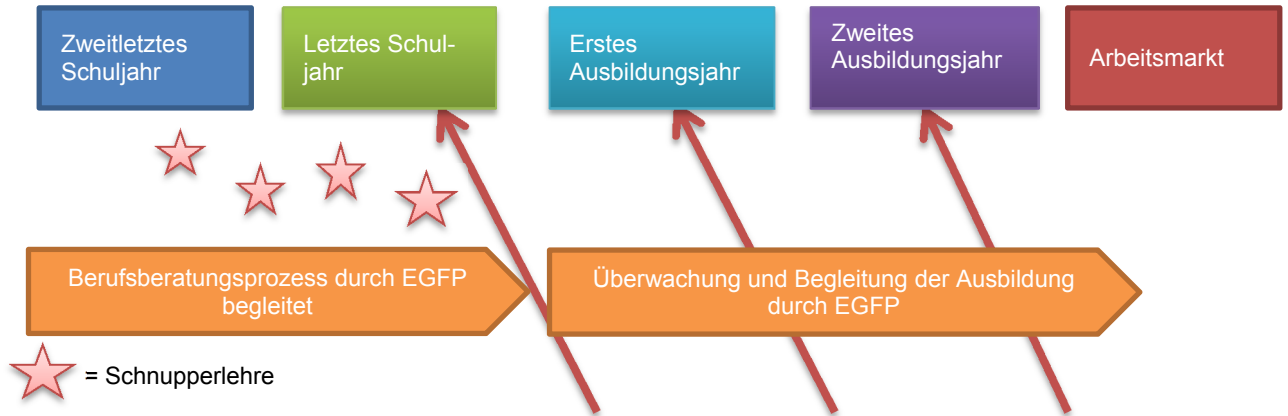 Zweitletztes
Schuljahr
Letztes Schul-
jahr
Erstes
Ausbildungsjahr
Zweites
Ausbildungsjahr
Arbeitsmarkt
Berufsberatungsprozess durch EGFP
begleitet
Überwachung und Begleitung der Ausbildung
durch EGFP
= Schnupperlehre